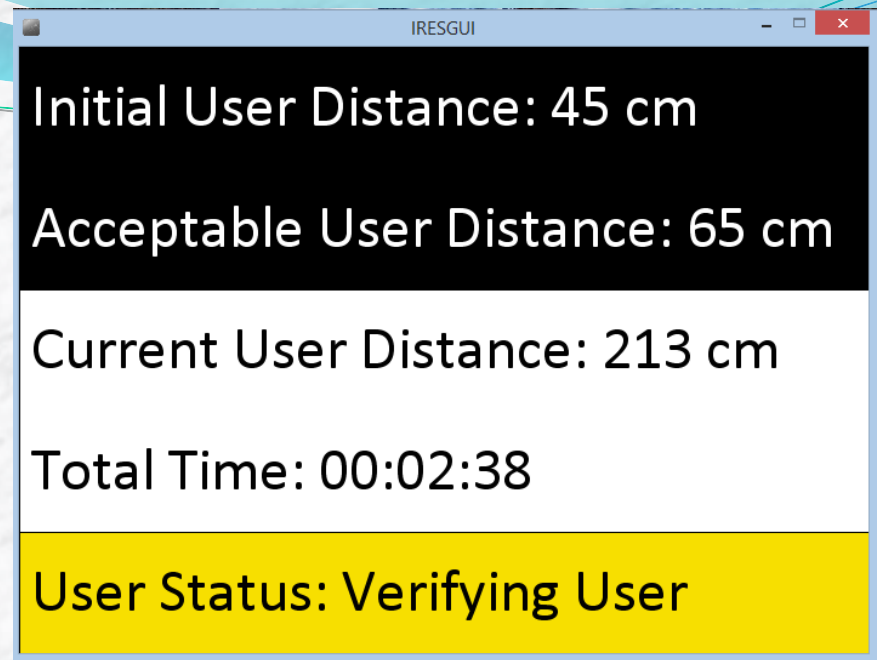 IRESGUI
Initial User Distance: 45 cm
Acceptable User Distance: 65 cm
Current User Distance: 213 cm
Total Time: 00:02:38
User Status: Verifying User